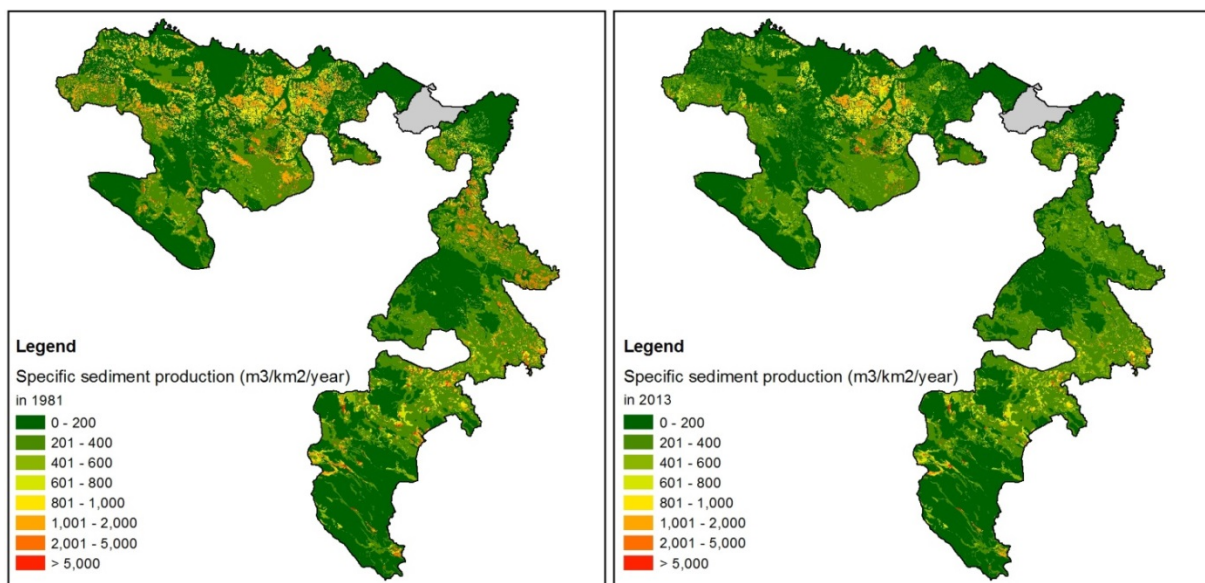 Legend
Specific sediment production (m3/km2/year)
in 1981
0 - 200
201 - 400
401 - 600
601 - 800
801 - 1,000
1,001 - 2,000
2,001 - 5,000
> 5,000
Legend
Specific sediment production (m3/km2/year)
in 2013
0 - 200
201 - 400
401 - 600
601 - 800
801 - 1,000
1,001 - 2,000
2,001 - 5,000
> 5,000